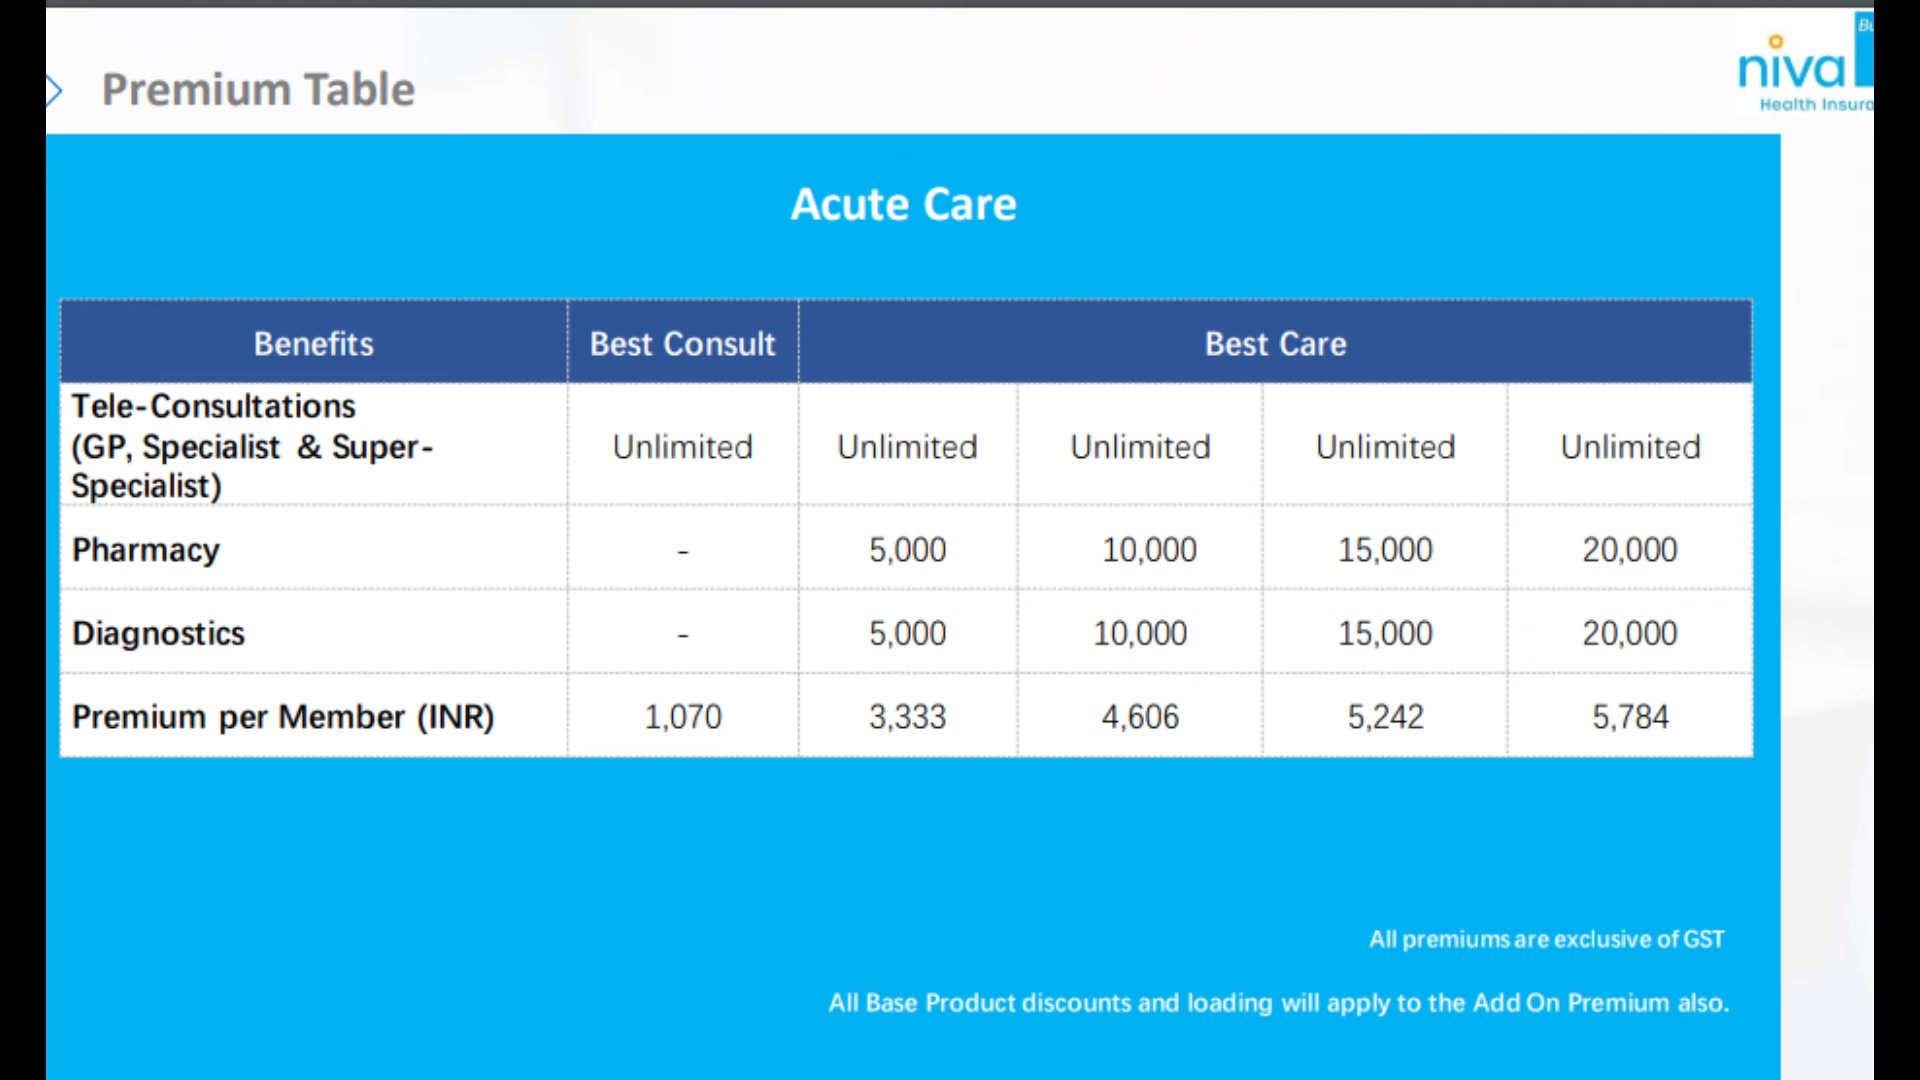 Bu
niva
Health Insura
Premium Table
Acute Care
Benefits Best Consult Best Care
Tele-Consultations
(GP, Specialist & Super-
Specialist) Unlimited Unlimited Unlimited Unlimited Unlimited
Pharmacy - 5,000 10,000 15,000 20,000
Diagnostics - 5,000 10,000 15,000 20,000
Premium per Member (INR) 1,070 3,333 4,606 5,242 5,784
All premiums are exclusive of GST
All Base Product discounts and loading will apply to the Add On Premium also.